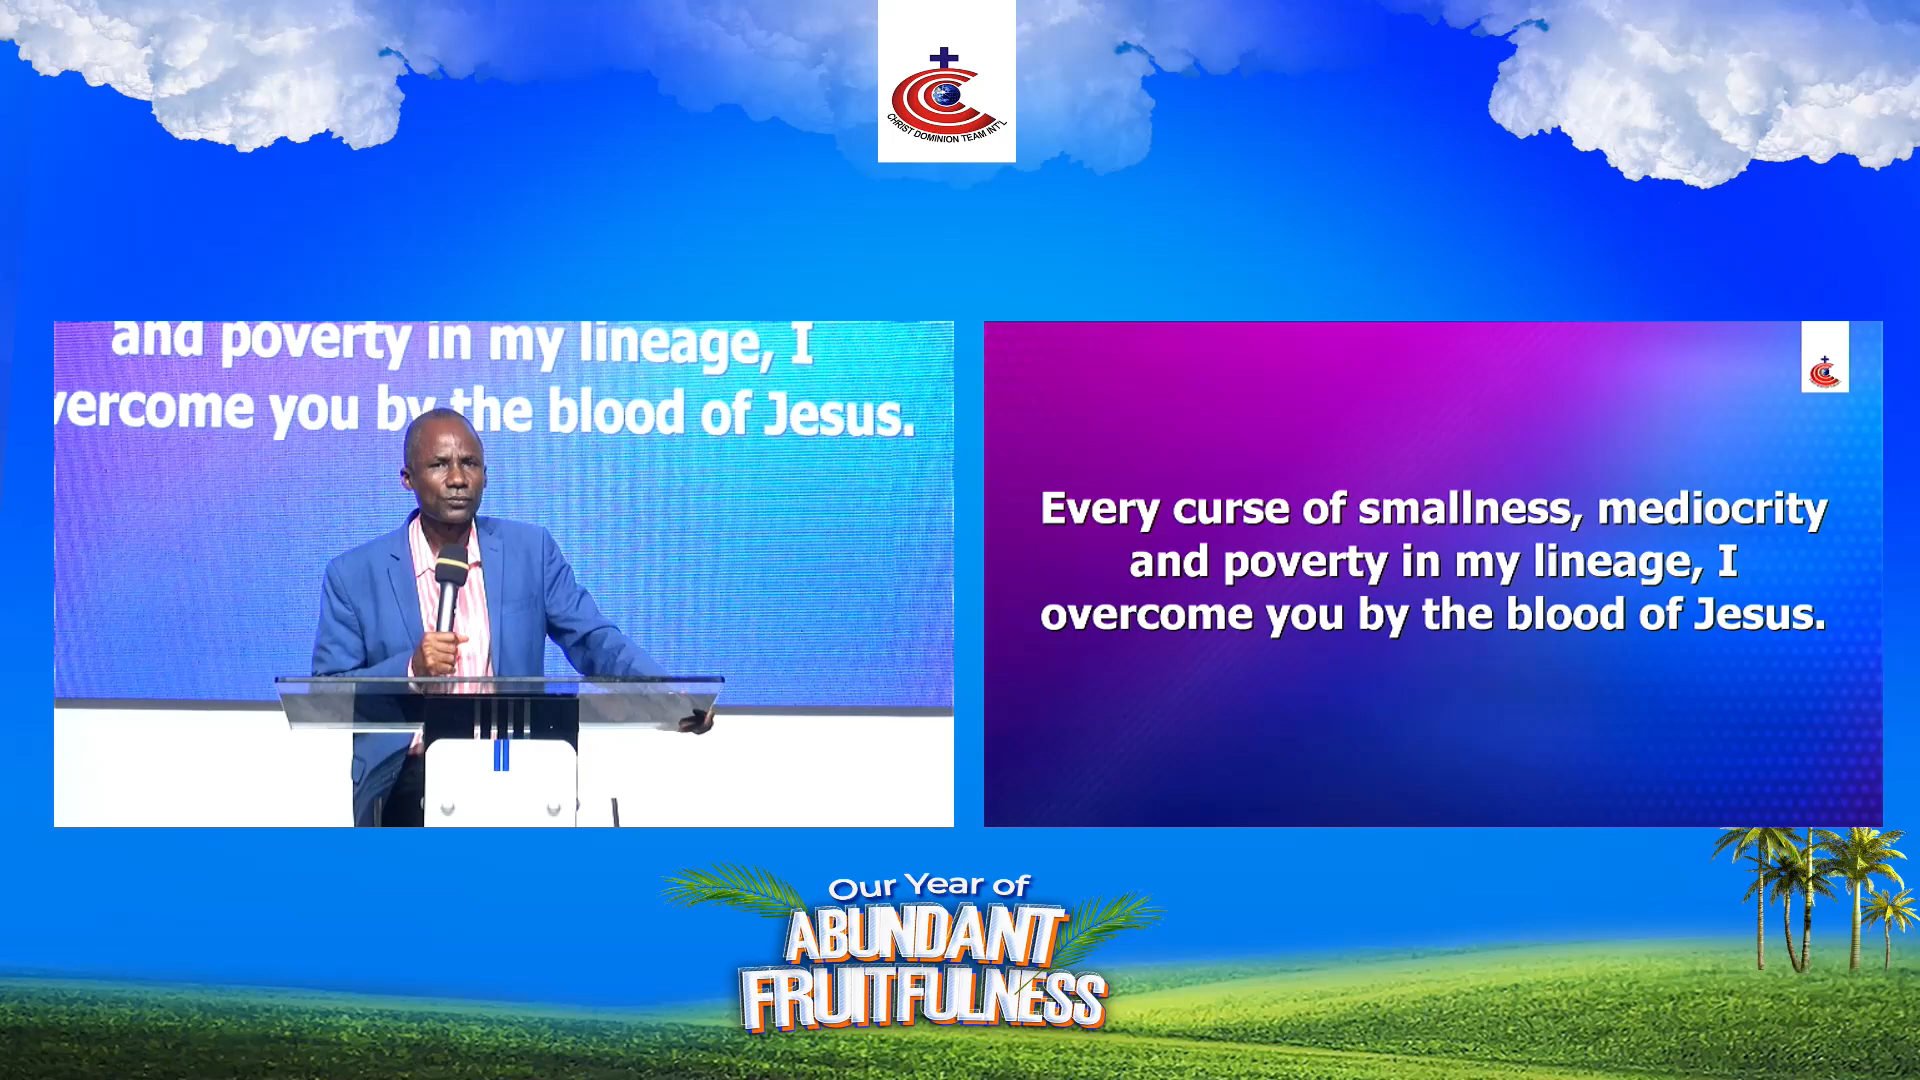 CHRIST DOMINION TEAM INT'L
and poverty in my lineage, I
vercome you by the blood of Jesus.
Every curse of smallness, mediocrity
and poverty in my lineage, I
overcome you by the blood of Jesus.
Our Year of
ABUNDANT
FRUITFULNESS